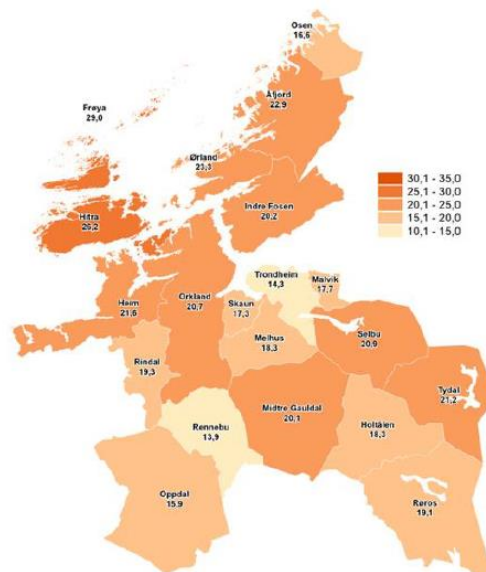 Osen
16,6
Åfjord
22,9
Frøya
29,0
Ørland
23,3
Indre Fosen
20,2
Hitra
26,2
30,1 - 35,0
25,1 - 30,0
20,1 - 25,0
15,1 - 20,0
10,1 - 15,0
Trondheim
14,3
Malvik
17,7
Heim
21,6
Orkland
20,7
Skaun
17,3
Melhus
18,3
Selbu
20,9
Rindal
19,3
Tydal
21,2
Midtre Gauldal
20,1
Rennebu
13,9
Holtålen
18,3
Oppdal
15,9
Røros
19,1